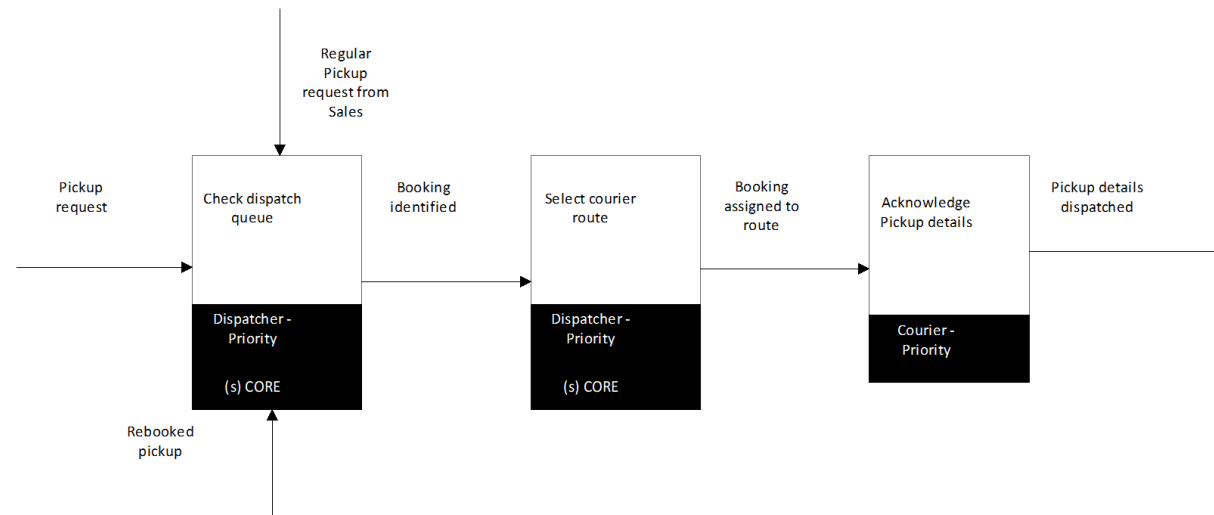 Regular
Pickup
request from
Sales
Pickup
request
Check dispatch
queue
Booking
identified
Select courier
route
Booking
assigned to
route
Acknowledge
Pickup details
Pickup details
dispatched
Dispatcher -
Priority
(s) CORE
Dispatcher -
Priority
(s) CORE
Courier -
Priority
Rebooked
pickup